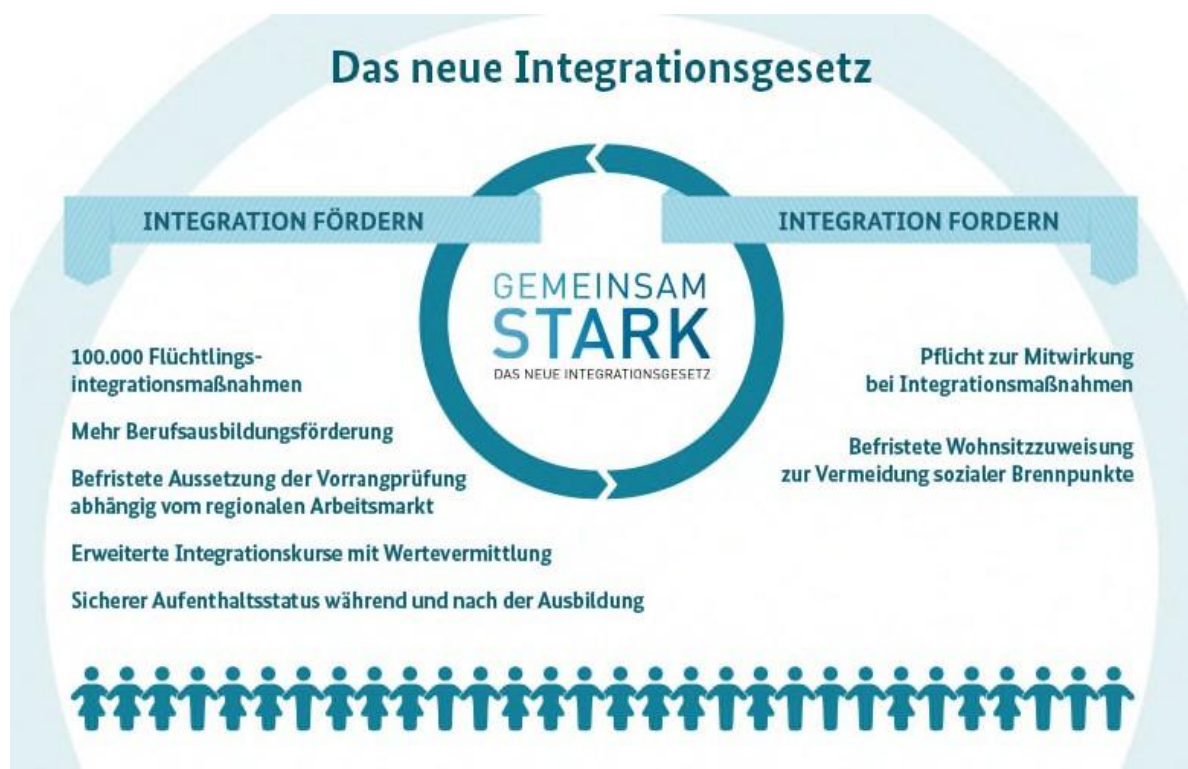 Das neue Integrationsgesetz
INTEGRATION FÖRDERN
INTEGRATION FORDERN
GEMEINSAM
STARK
DAS NEUE INTEGRATIONSGESETZ
100.000 Flüchtlings-
integrationsmaßnahmen
Mehr Berufsausbildungsförderung
Befristete Aussetzung der Vorrangprüfung
abhängig vom regionalen Arbeitsmarkt
Erweiterte Integrationskurse mit Wertevermittlung
Sicherer Aufenthaltsstatus während und nach der Ausbildung
Pflicht zur Mitwirkung
bei Integrationsmaßnahmen
Befristete Wohnsitzzuweisung
zur Vermeidung sozialer Brennpunkte